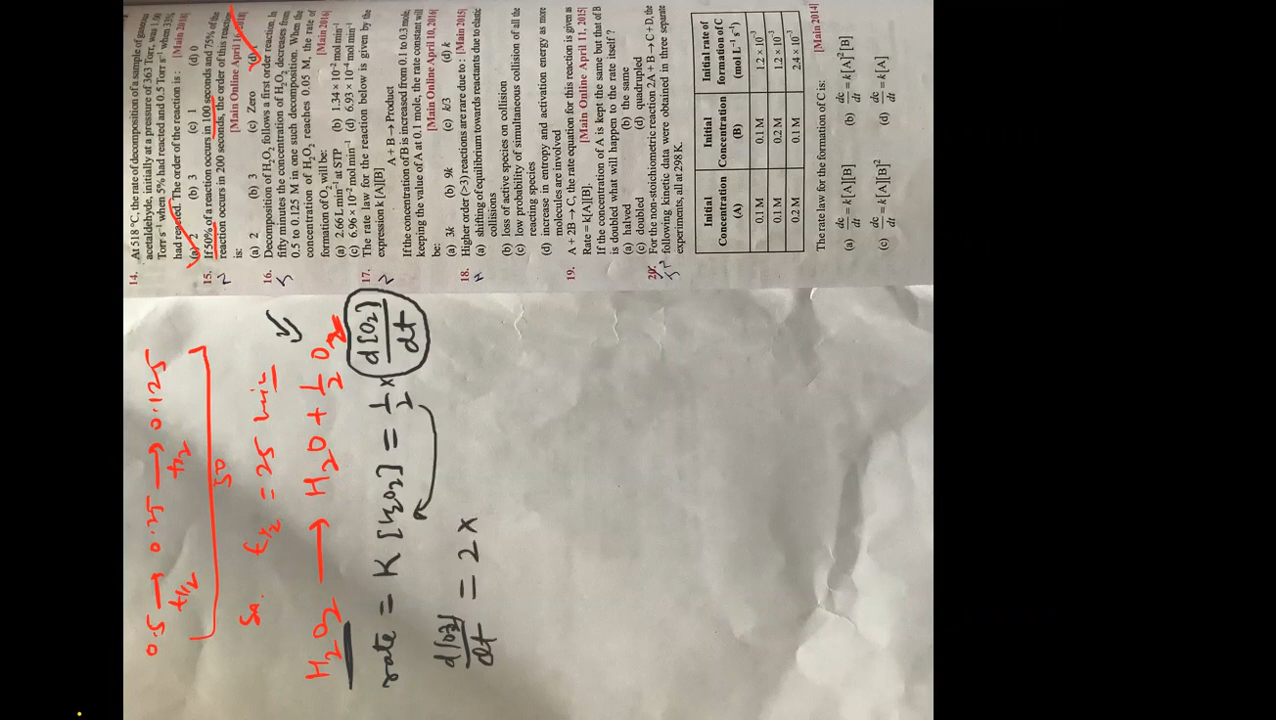 14. At 518 °C, the rate of decomposition of a sample of gaseous
acetaldehyde, initially at a pressure of 363 Torr, was 1.00
Torr s⁻¹ when 5% had reacted and 0.5 Torr s⁻¹ when 33%
had reacted. The order of the reaction is : [Main 2018]
(a) 2 (b) 3 (c) 1 (d) 0
15. If 50% of a reaction occurs in 100 seconds and 75% of the
reaction occurs in 200 seconds, the order of this reaction
is: [Main Online April
(a) 2 (b) 3 (c) Zero (d) 1
16. Decomposition of H₂O₂ follows a first order reaction. In
fifty minutes the concentration of H₂O₂ decreases from
0.5 to 0.125 M in one such decomposition. When the
concentration of H₂O₂ reaches 0.05 M, the rate of
formation of O₂ will be: [Main 2016]
(a) 2.66 L min⁻¹ at STP (b) 1.34 × 10⁻² mol min⁻¹
(c) 6.96 × 10⁻² mol min⁻¹ (d) 6.93 × 10⁻⁴ mol min⁻¹
17. The rate law for the reaction below is given by the
expression k [A][B]
A + B → Product
If the concentration of B is increased from 0.1 to 0.3 mole,
keeping the value of A at 0.1 mole, the rate constant will
be: [Main Online April 10, 2016]
(a) 3k (b) 9k (c) k/3 (d) k
18. Higher order (>3) reactions are rare due to : [Main 2015]
(a) shifting of equilibrium towards reactants due to elastic
collisions
(b) loss of active species on collision
(c) low probability of simultaneous collision of all the
reacting species
(d) increase in entropy and activation energy as more
molecules are involved
19. A + 2B → C, the rate equation for this reaction is given as
Rate = k[A][B]. [Main Online April 11, 2015]
If the concentration of A is kept the same but that of B
is doubled what will happen to the rate itself ?
(a) halved (b) the same
(c) doubled (d) quadrupled
20. For the non-stoichiometric reaction 2A + B → C + D, the
following kinetic data were obtained in three separate
experiments, all at 298 K.
Initial Concentration (A) Initial Concentration (B) Initial rate of formation of C (mol L⁻¹ s⁻¹)
0.1 M 0.1 M 1.2 × 10⁻³
0.1 M 0.2 M 1.2 × 10⁻³
0.2 M 0.1 M 2.4 × 10⁻³
The rate law for the formation of C is: [Main 2014]
(a) dc/dt = k[A][B] (b) dc/dt = k[A]²[B]
(c) dc/dt = k[A][B]² (d) dc/dt = k[A]
0.5 → 0.25 → 0.125
t1/2 t1/2
50
So. t1/2 = 25 min
H2O2 → H2O + 1/2 O2
rate = K [H2O2] = 1/2 × d[O2]/dt
d[O2]/dt = 2 ×